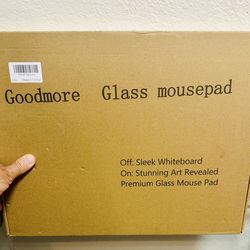 Goodmore Glass mousepad
Off: Sleek Whiteboard
On: Stunning Art Revealed
Premium Glass Mouse Pad